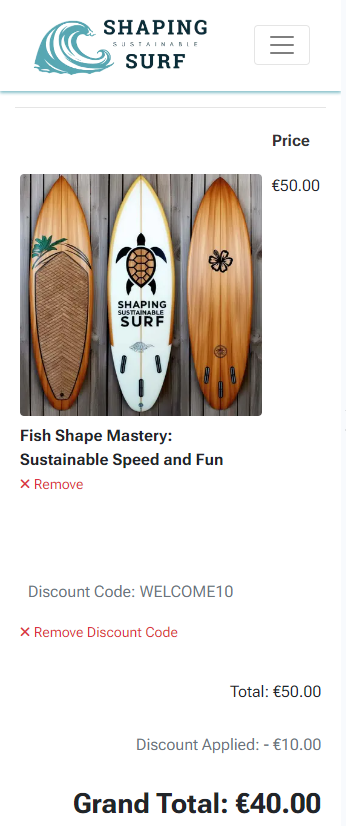 SHAPING
SUSTAINABLE
SURF
Price
€50.00
SHAPING
SUSTAINABLE
SURF
Fish Shape Mastery:
Sustainable Speed and Fun
× Remove
Discount Code: WELCOME10
× Remove Discount Code
Total: €50.00
Discount Applied: - €10.00
Grand Total: €40.00